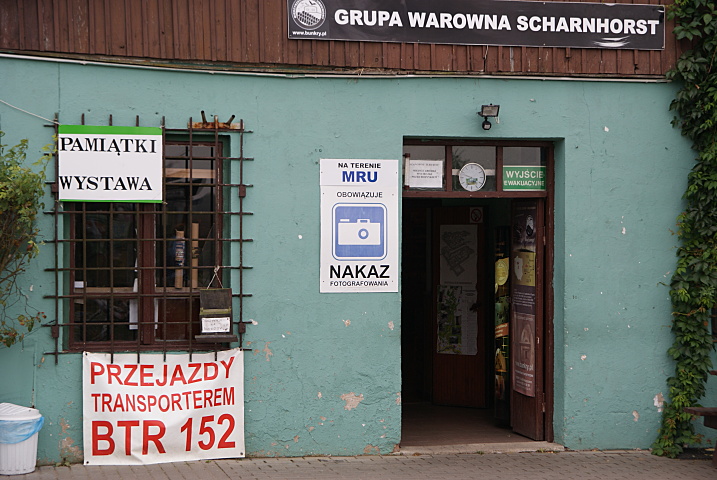 www.bunkry.pl
GRUPA WAROWNA SCHARNHORST
PAMIĄTKI
WYSTAWA
NA TERENIE
MRU
OBOWIĄZUJE
NAKAZ
FOTOGRAFOWANIA
WYJŚCIE
EWAKUACYJNE
PRZEJAZDY
TRANSPORTEREM
BTR 152